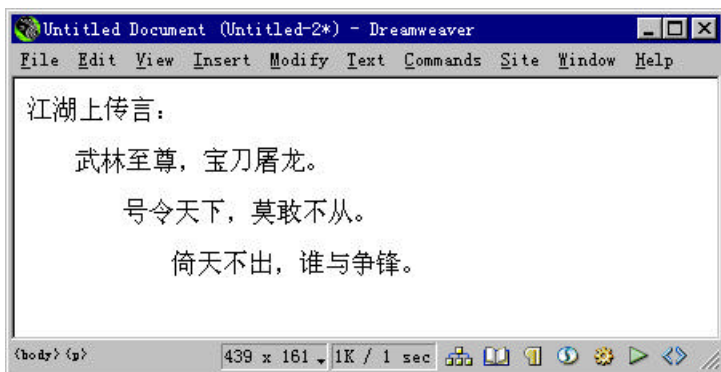 Untitled Document (Untitled-2*) - Dreamweaver
File Edit View Insert Modify Text Commands Site Window Help
江湖上传言：
武林至尊，宝刀屠龙。
号令天下，莫敢不从。
倚天不出，谁与争锋。
<body> <p> 439 x 161 1K / 1 sec